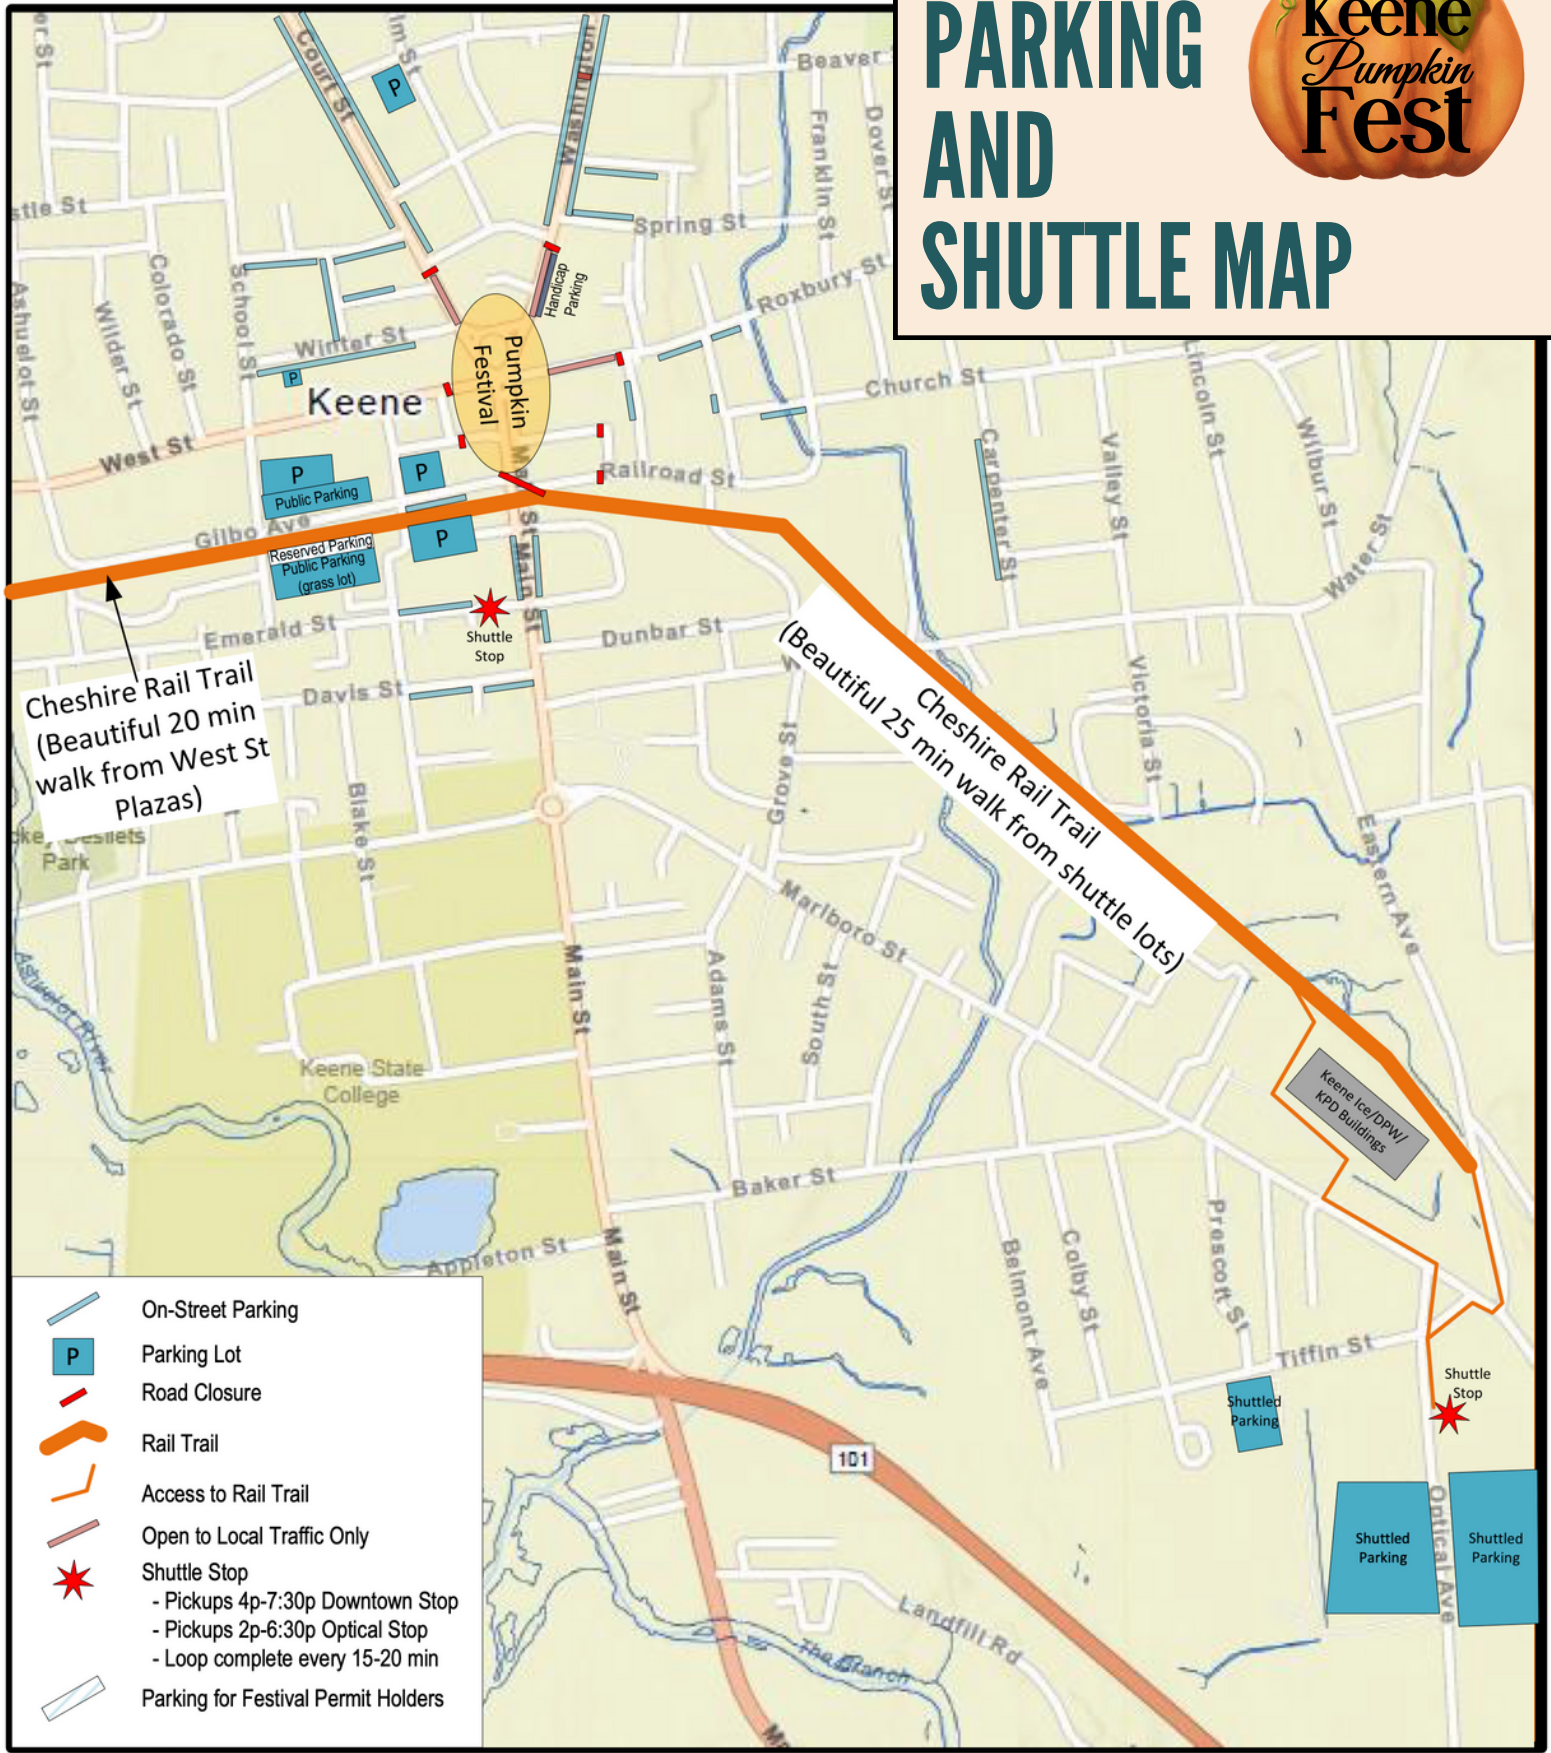 PARKING
AND
SHUTTLE MAP
Keene
Pumpkin
Fest
Court St
lm St
Washington
Beaver
Franklin St
Dover St
er St
stle St
Spring St
Roxbury St
Handicap
Parking
Ashuelot St
Wilder St
Colorado St
School St
Winter St
P
P
Keene
Pumpkin
Festival
Church St
Lincoln St
Wilbur St
Carpenter St
Valley St
Water St
West St
P
Public Parking
P
Railroad St
Gilbo Ave
Reserved Parking
Public Parking
(grass lot)
P
Ma
St
Main St
Emerald St
Shuttle
Stop
Dunbar St
Davis St
Cheshire Rail Trail
(Beautiful 20 min
walk from West St
Plazas)
Cheshire Rail Trail
(Beautiful 25 min walk from shuttle lots)
W
Victoria St
Grove St
Blake St
Park
Eastern Ave
Marlboro St
Ashuelot River
Main St
Adams St
South St
Keene State
College
Keene Ice/DPW/
KPD Buildings
Baker St
Appleton St
Main St
Belmont Ave
Colby St
Prescott St
Tiffin St
Shuttle
Stop
Shuttled
Parking
101
Shuttled
Parking
Optical Ave
Shuttled
Parking
Landfill Rd
The Branch
On-Street Parking
P
Parking Lot
Road Closure
Rail Trail
Access to Rail Trail
Open to Local Traffic Only
Shuttle Stop
- Pickups 4p-7:30p Downtown Stop
- Pickups 2p-6:30p Optical Stop
- Loop complete every 15-20 min
Parking for Festival Permit Holders